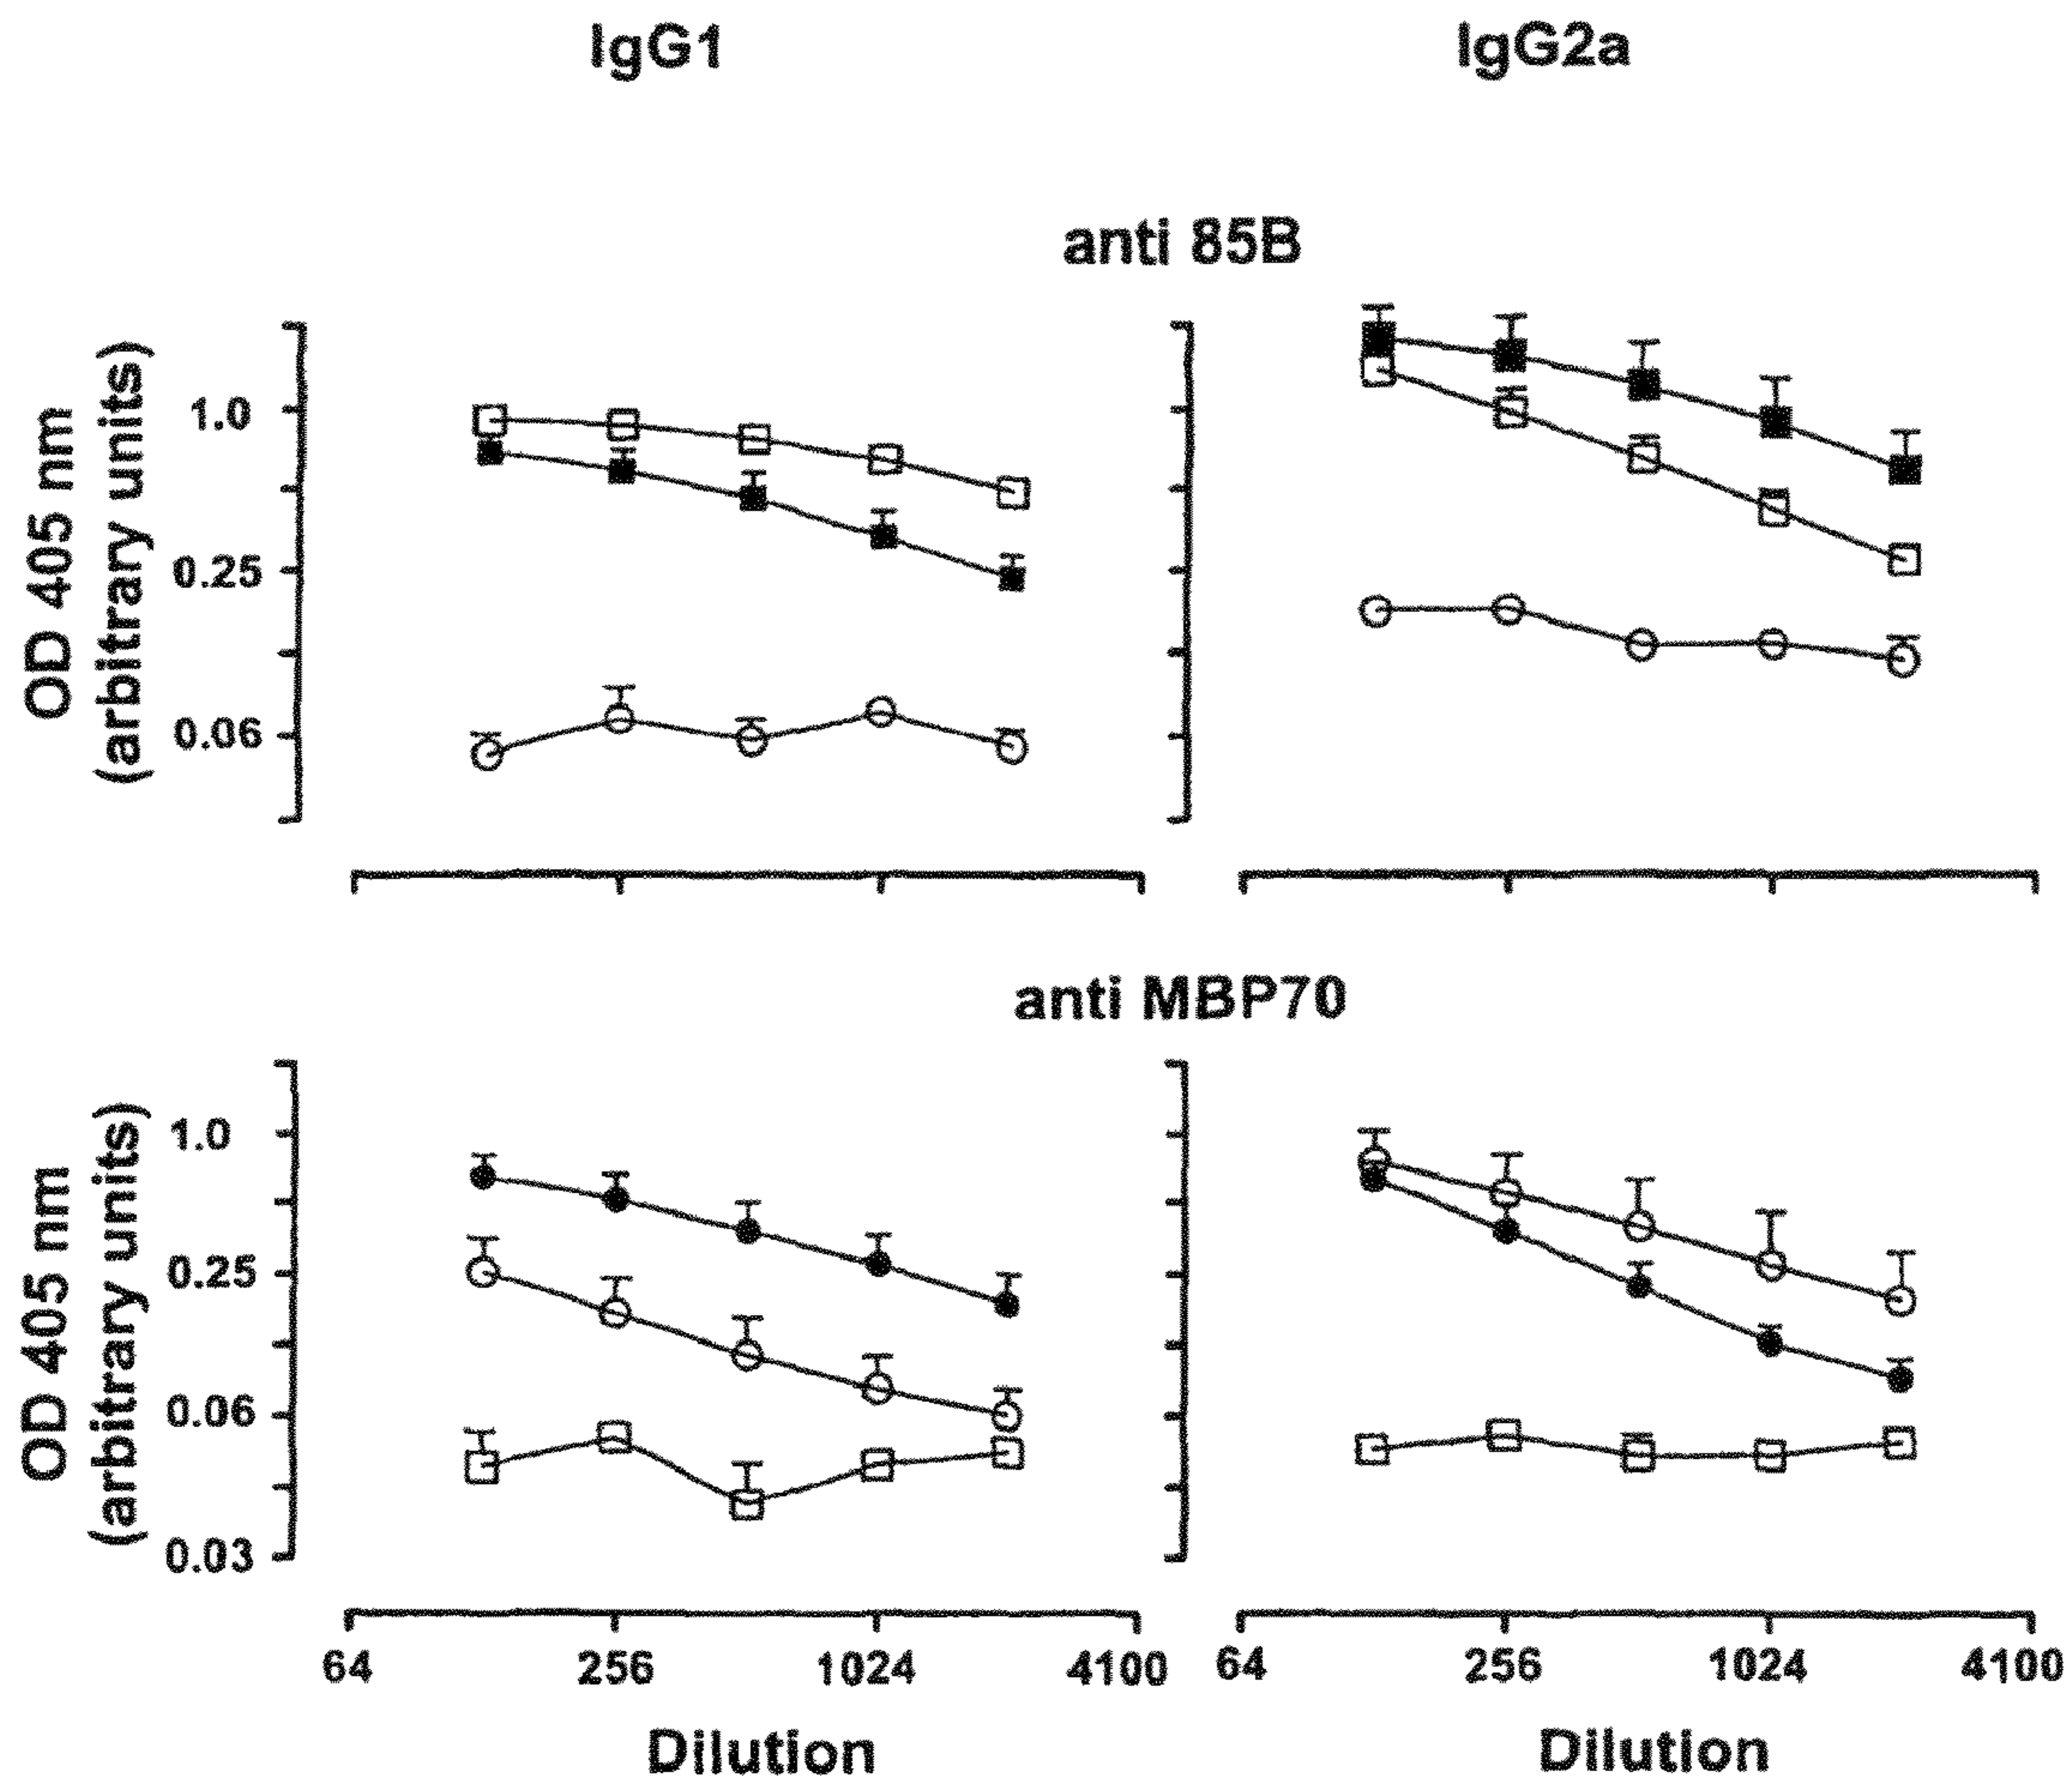 IgG1
IgG2a
anti 85B
OD 405 nm
(arbitrary units)
1.0
0.25
0.06
anti MBP70
OD 405 nm
(arbitrary units)
1.0
0.25
0.06
0.03
64 256 1024 4100
64 256 1024 4100
Dilution
Dilution